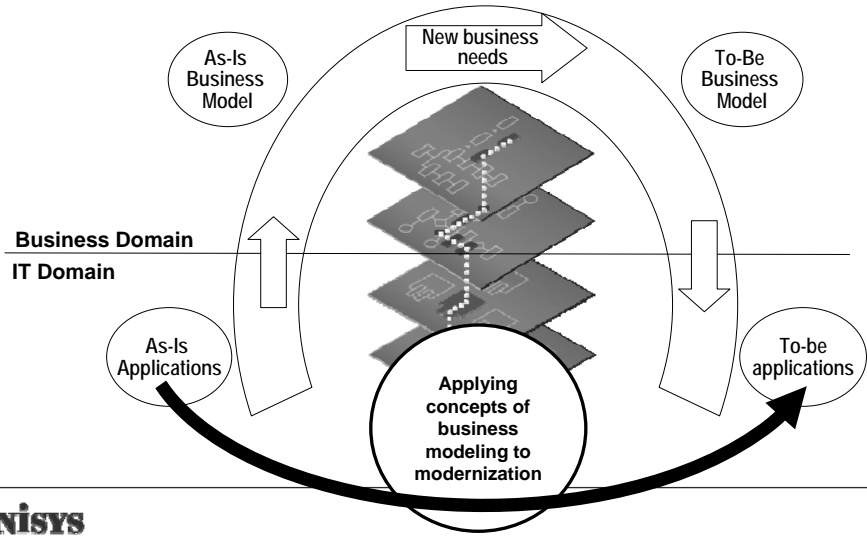 New business
needs
As-Is
Business
Model
To-Be
Business
Model
Business Domain
IT Domain
As-Is
Applications
To-be
applications
Applying
concepts of
business
modeling to
modernization
NiSYS